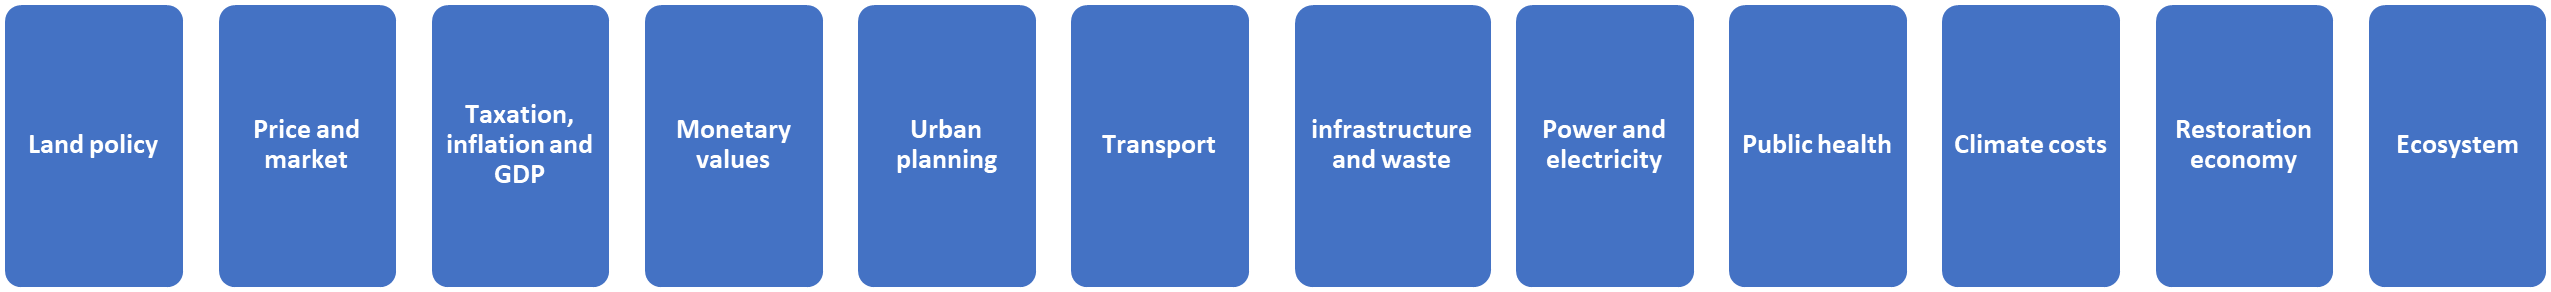 Land policy
Price and
market
Taxation,
inflation and
GDP
Monetary
values
Urban
planning
Transport
infrastructure
and waste
Power and
electricity
Public health
Climate costs
Restoration
economy
Ecosystem